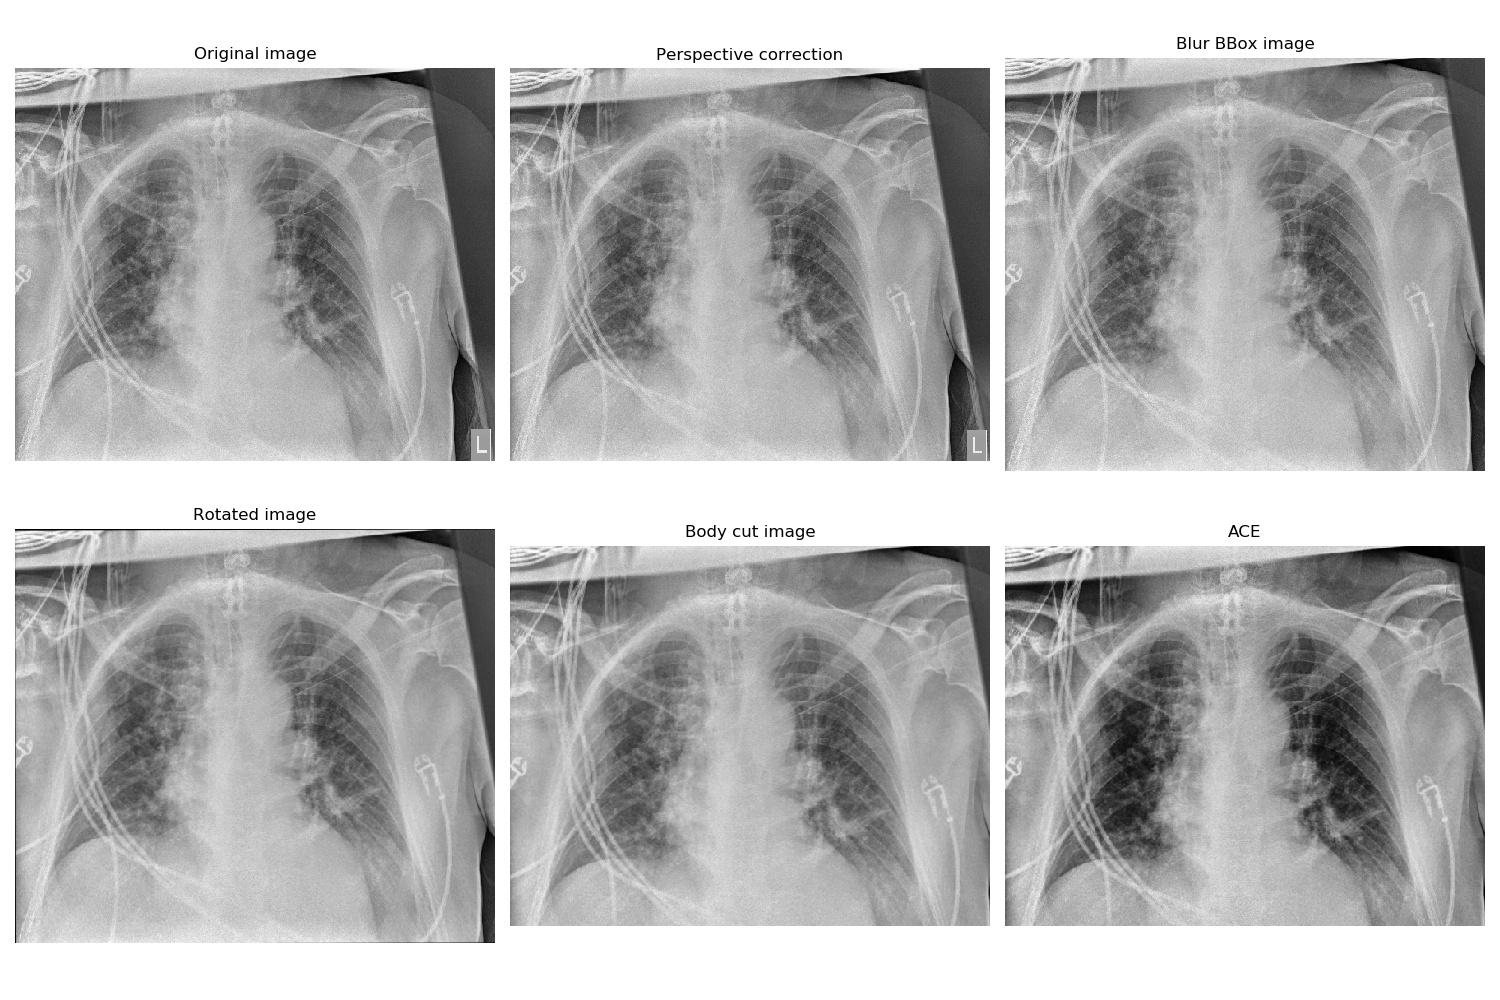 Original image
Perspective correction
Blur BBox image
L
L
Rotated image
Body cut image
ACE